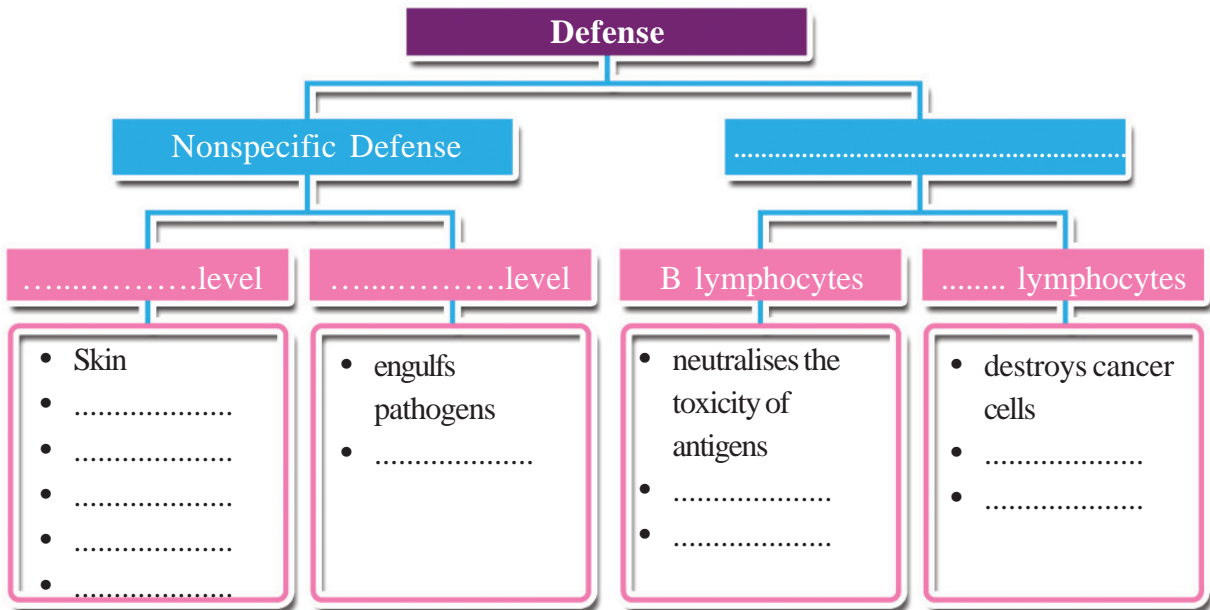 Defense
Nonspecific Defense
............................................................
…....……….level
…....……….level
B lymphocytes
........ lymphocytes
• Skin
• .....................
• .....................
• .....................
• .....................
• .....................
• engulfs
pathogens
• ...................
• neutralises the
toxicity of
antigens
• .....................
• .....................
• destroys cancer
cells
• .....................
• .....................